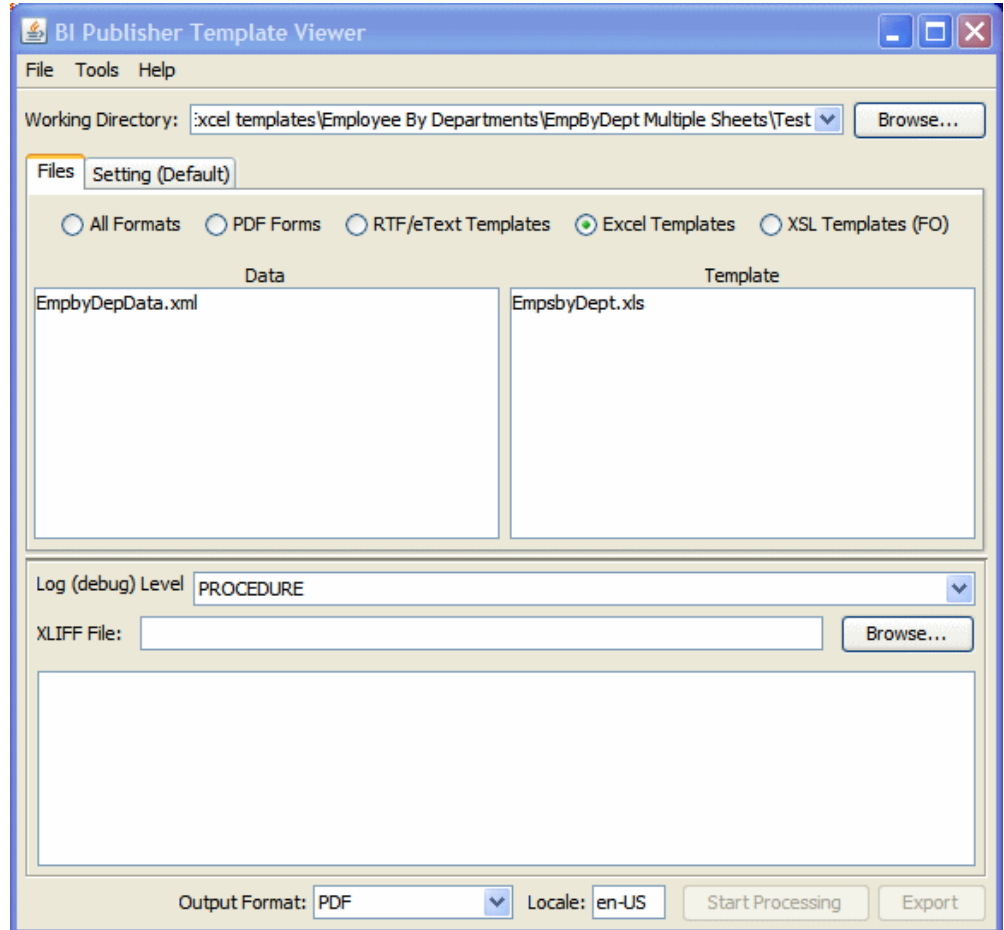 BI Publisher Template Viewer
File Tools Help
Working Directory: :xcel templates\Employee By Departments\EmpByDept Multiple Sheets\Test Browse...
Files Setting (Default)
All Formats PDF Forms RTF/eText Templates Excel Templates XSL Templates (FO)
Data Template
EmpbyDepData.xml EmpsbyDept.xls
Log (debug) Level PROCEDURE
XLIFF File: Browse...
Output Format: PDF Locale: en-US Start Processing Export